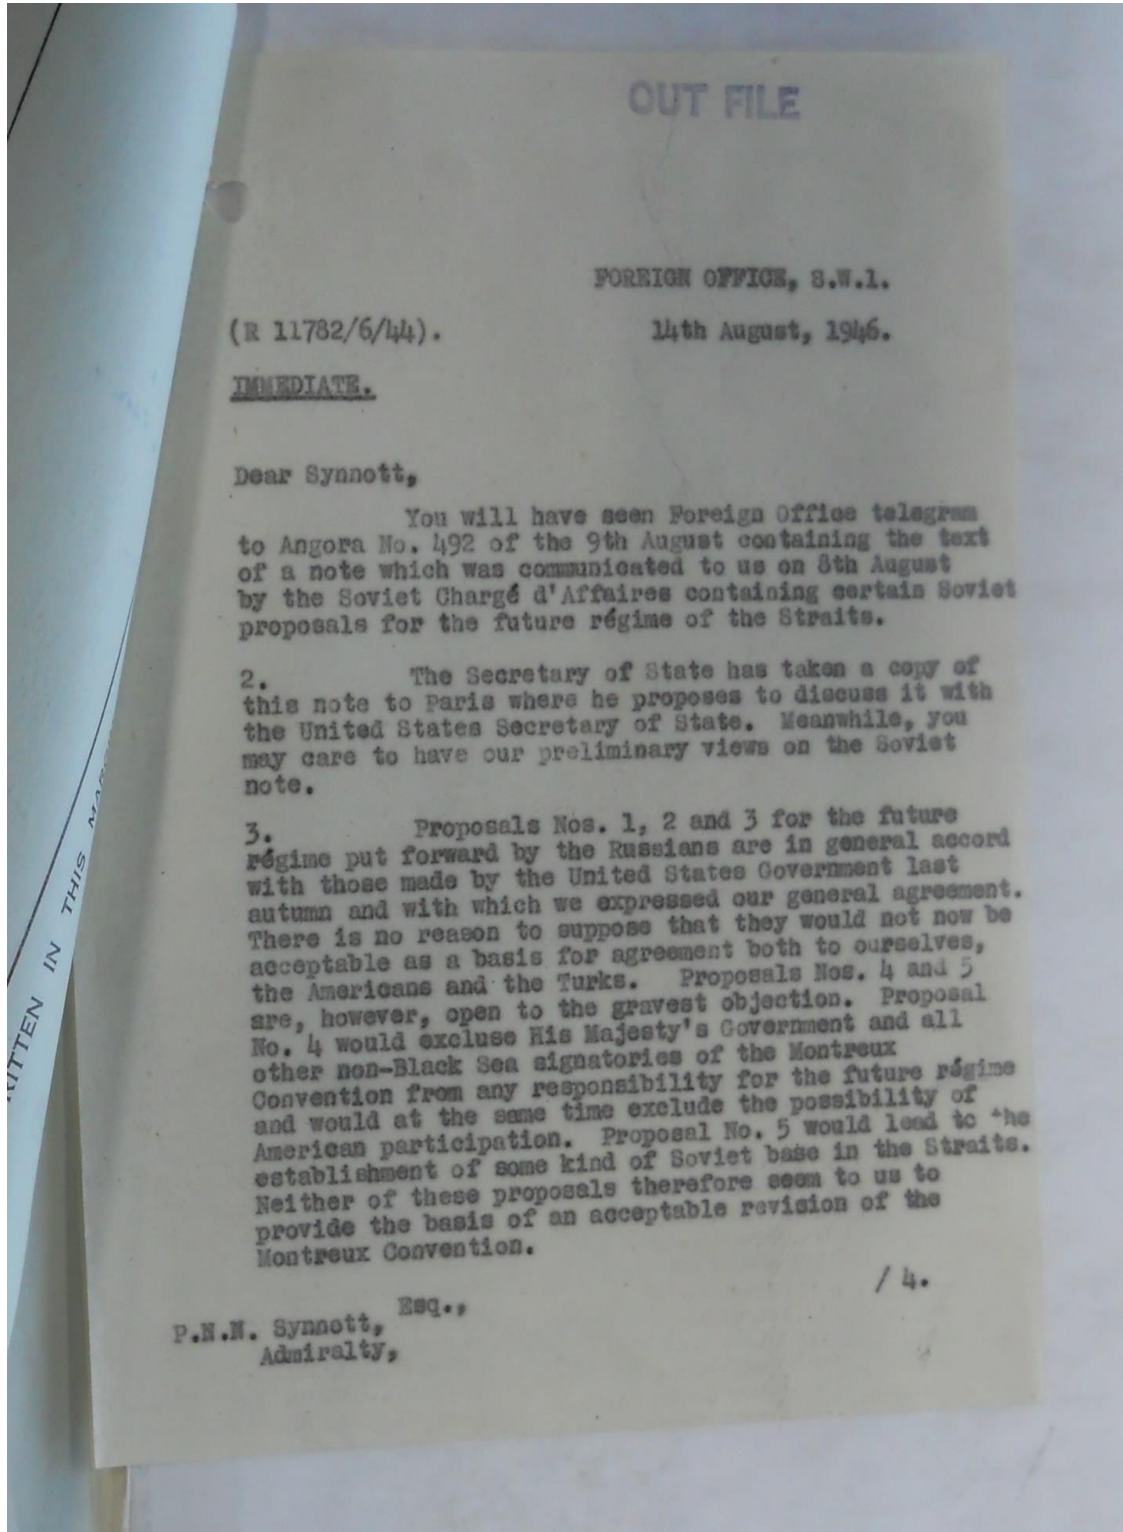 OUT FILE
FOREIGN OFFICE, S.W.1.
(R 11782/6/44).
14th August, 1946.
IMMEDIATE.
Dear Synnott,
You will have seen Foreign Office telegram
to Angora No. 492 of the 9th August containing the text
of a note which was communicated to us on 8th August
by the Soviet Chargé d'Affaires containing certain Soviet
proposals for the future régime of the Straits.
2. The Secretary of State has taken a copy of
this note to Paris where he proposes to discuss it with
the United States Secretary of State. Meanwhile, you
may care to have our preliminary views on the Soviet
note.
3. Proposals Nos. 1, 2 and 3 for the future
régime put forward by the Russians are in general accord
with those made by the United States Government last
autumn and with which we expressed our general agreement.
There is no reason to suppose that they would not now be
acceptable as a basis for agreement both to ourselves,
the Americans and the Turks. Proposals Nos. 4 and 5
are, however, open to the gravest objection. Proposal
No. 4 would exclude His Majesty's Government and all
other non-Black Sea signatories of the Montreux
Convention from any responsibility for the future régime
and would at the same time exclude the possibility of
American participation. Proposal No. 5 would lead to the
establishment of some kind of Soviet base in the Straits.
Neither of these proposals therefore seem to us to
provide the basis of an acceptable revision of the
Montreux Convention.
/ 4.
P.N.N. Synnott, Esq.,
Admiralty,
RITTEN IN THIS